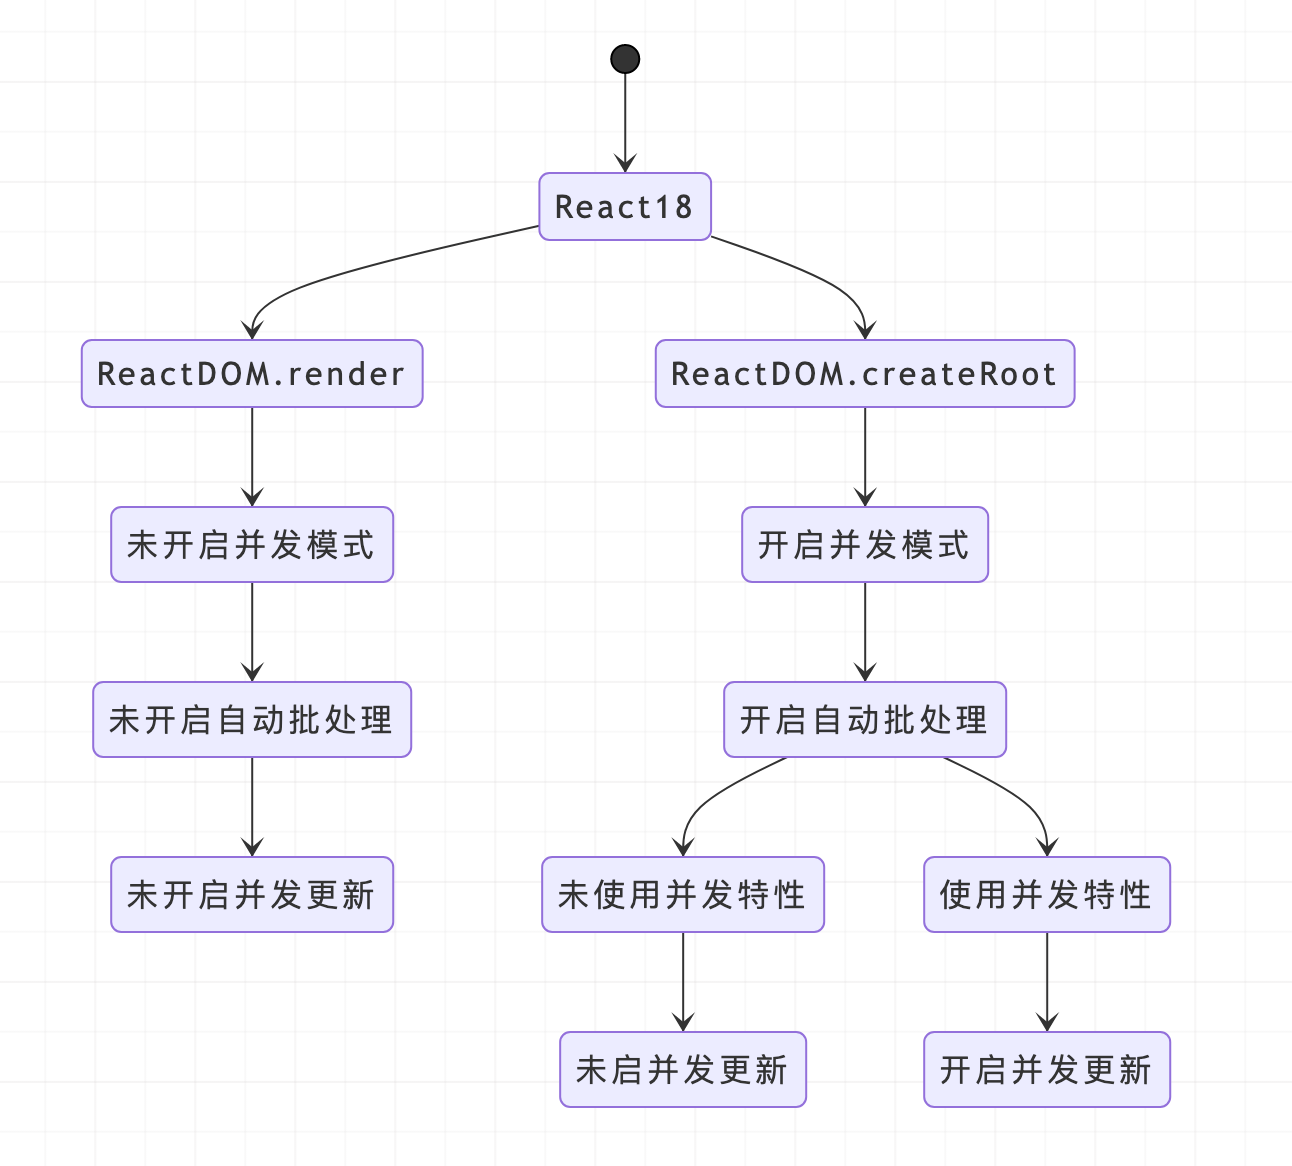 React18
ReactDOM.render
ReactDOM.createRoot
未开启并发模式
开启并发模式
未开启自动批处理
开启自动批处理
未开启并发更新
未使用并发特性
使用并发特性
未启并发更新
开启并发更新